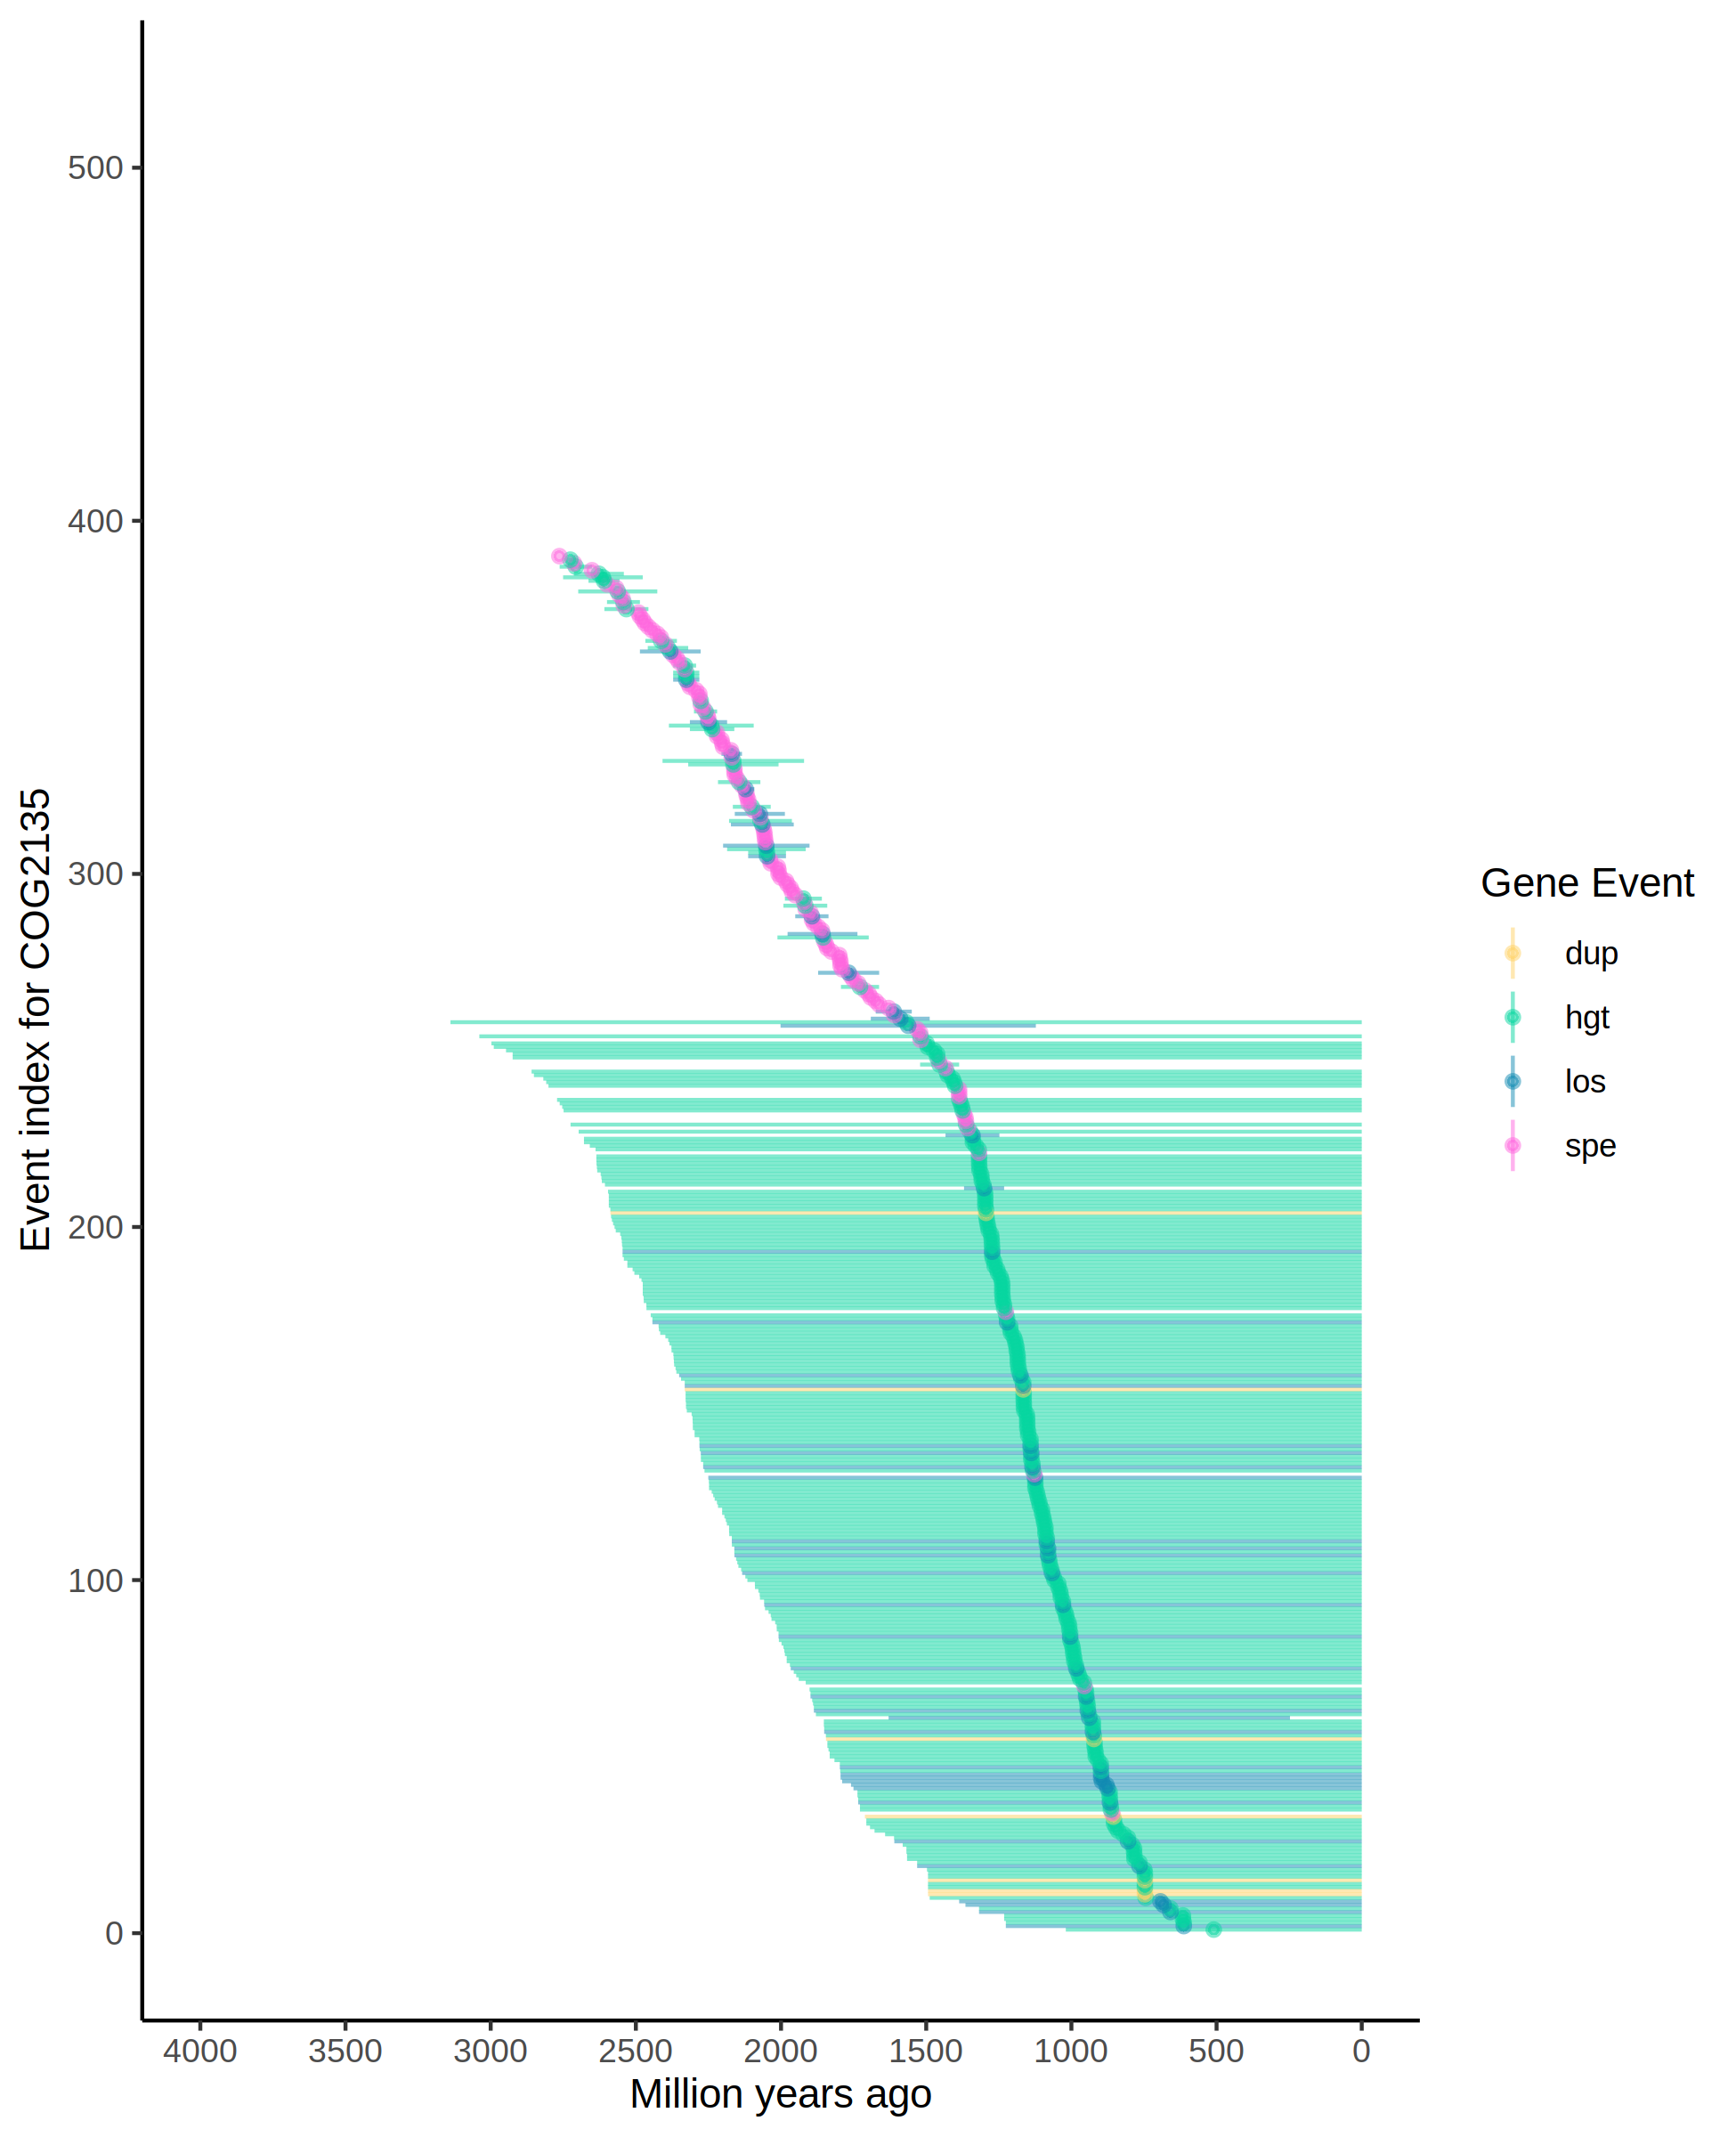 Event index for COG2135
500
400
300
200
100
0
4000 3500 3000 2500 2000 1500 1000 500 0
Million years ago
Gene Event
dup
hgt
los
spe